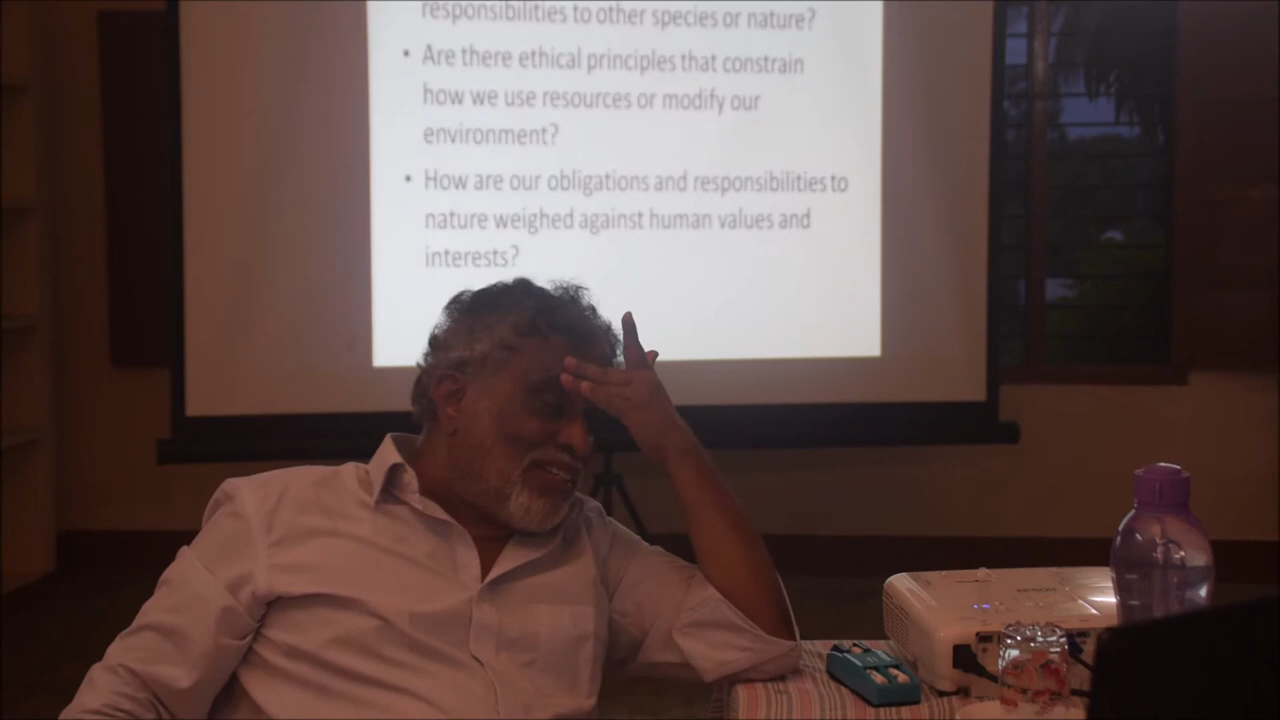 responsibilities to other species or nature?
• Are there ethical principles that constrain
how we use resources or modify our
environment?
• How are our obligations and responsibilities to
nature weighed against human values and
interests?
EPSON